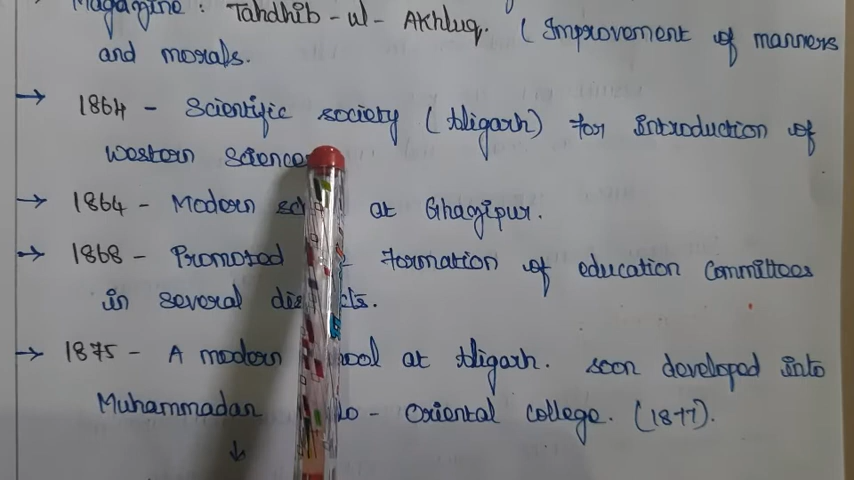 Magazine : Tahdhib - ul - Akhluq. ( Improvement of manners
and morals.
→ 1864 - Scientific society ( Aligarh) for introduction of
western science
→ 1864 - Modern at Ghazipur.
→ 1868 - Promoted formation of education committees
in several districts.
→ 1875 - A modern school at Aligarh. soon developed into
Muhammadan - Oriental college. (1877).
↓